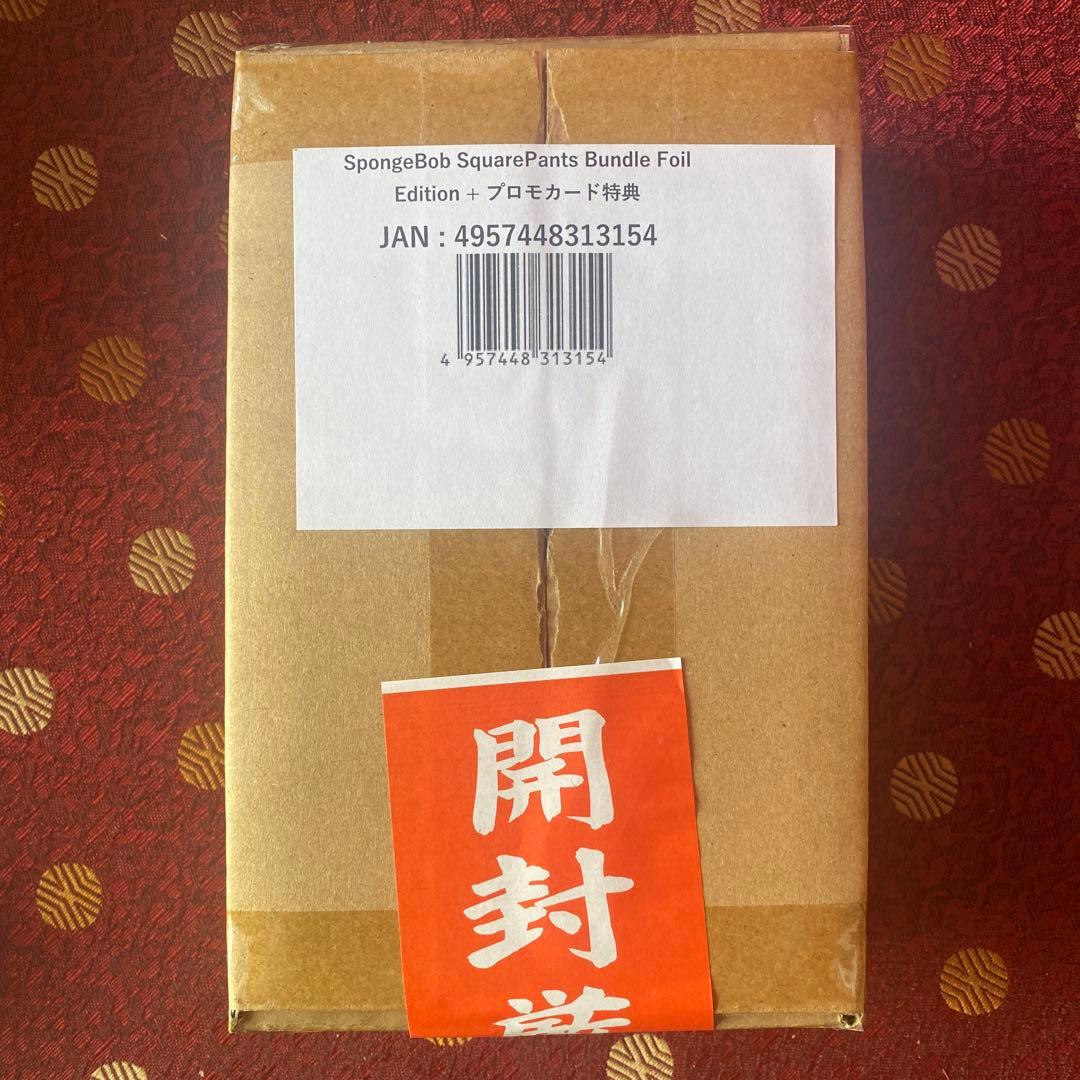 SpongeBob SquarePants Bundle Foil
Edition + プロモカード特典
JAN : 4957448313154
4 957448 313154
開
封
厳